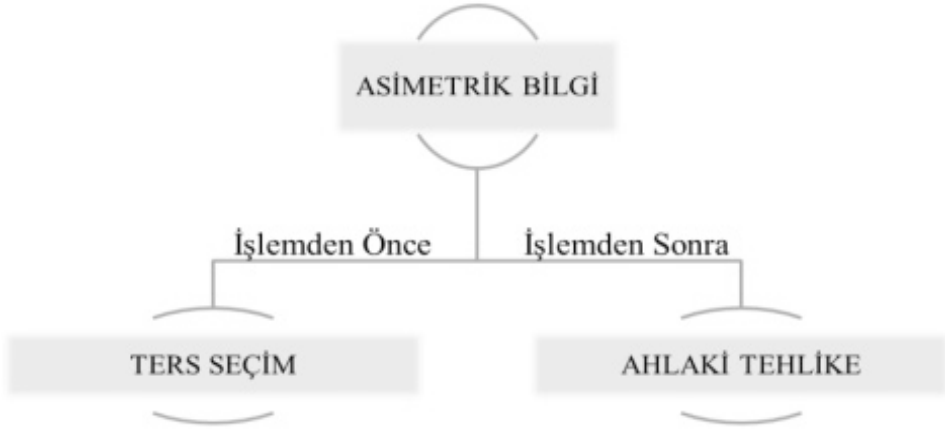 ASİMETRİK BİLGİ
İşlemden Önce
İşlemden Sonra
TERS SEÇİM
AHLAKİ TEHLİKE